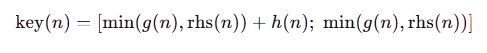 key(n) = [min(g(n), rhs(n)) + h(n); min(g(n), rhs(n))]